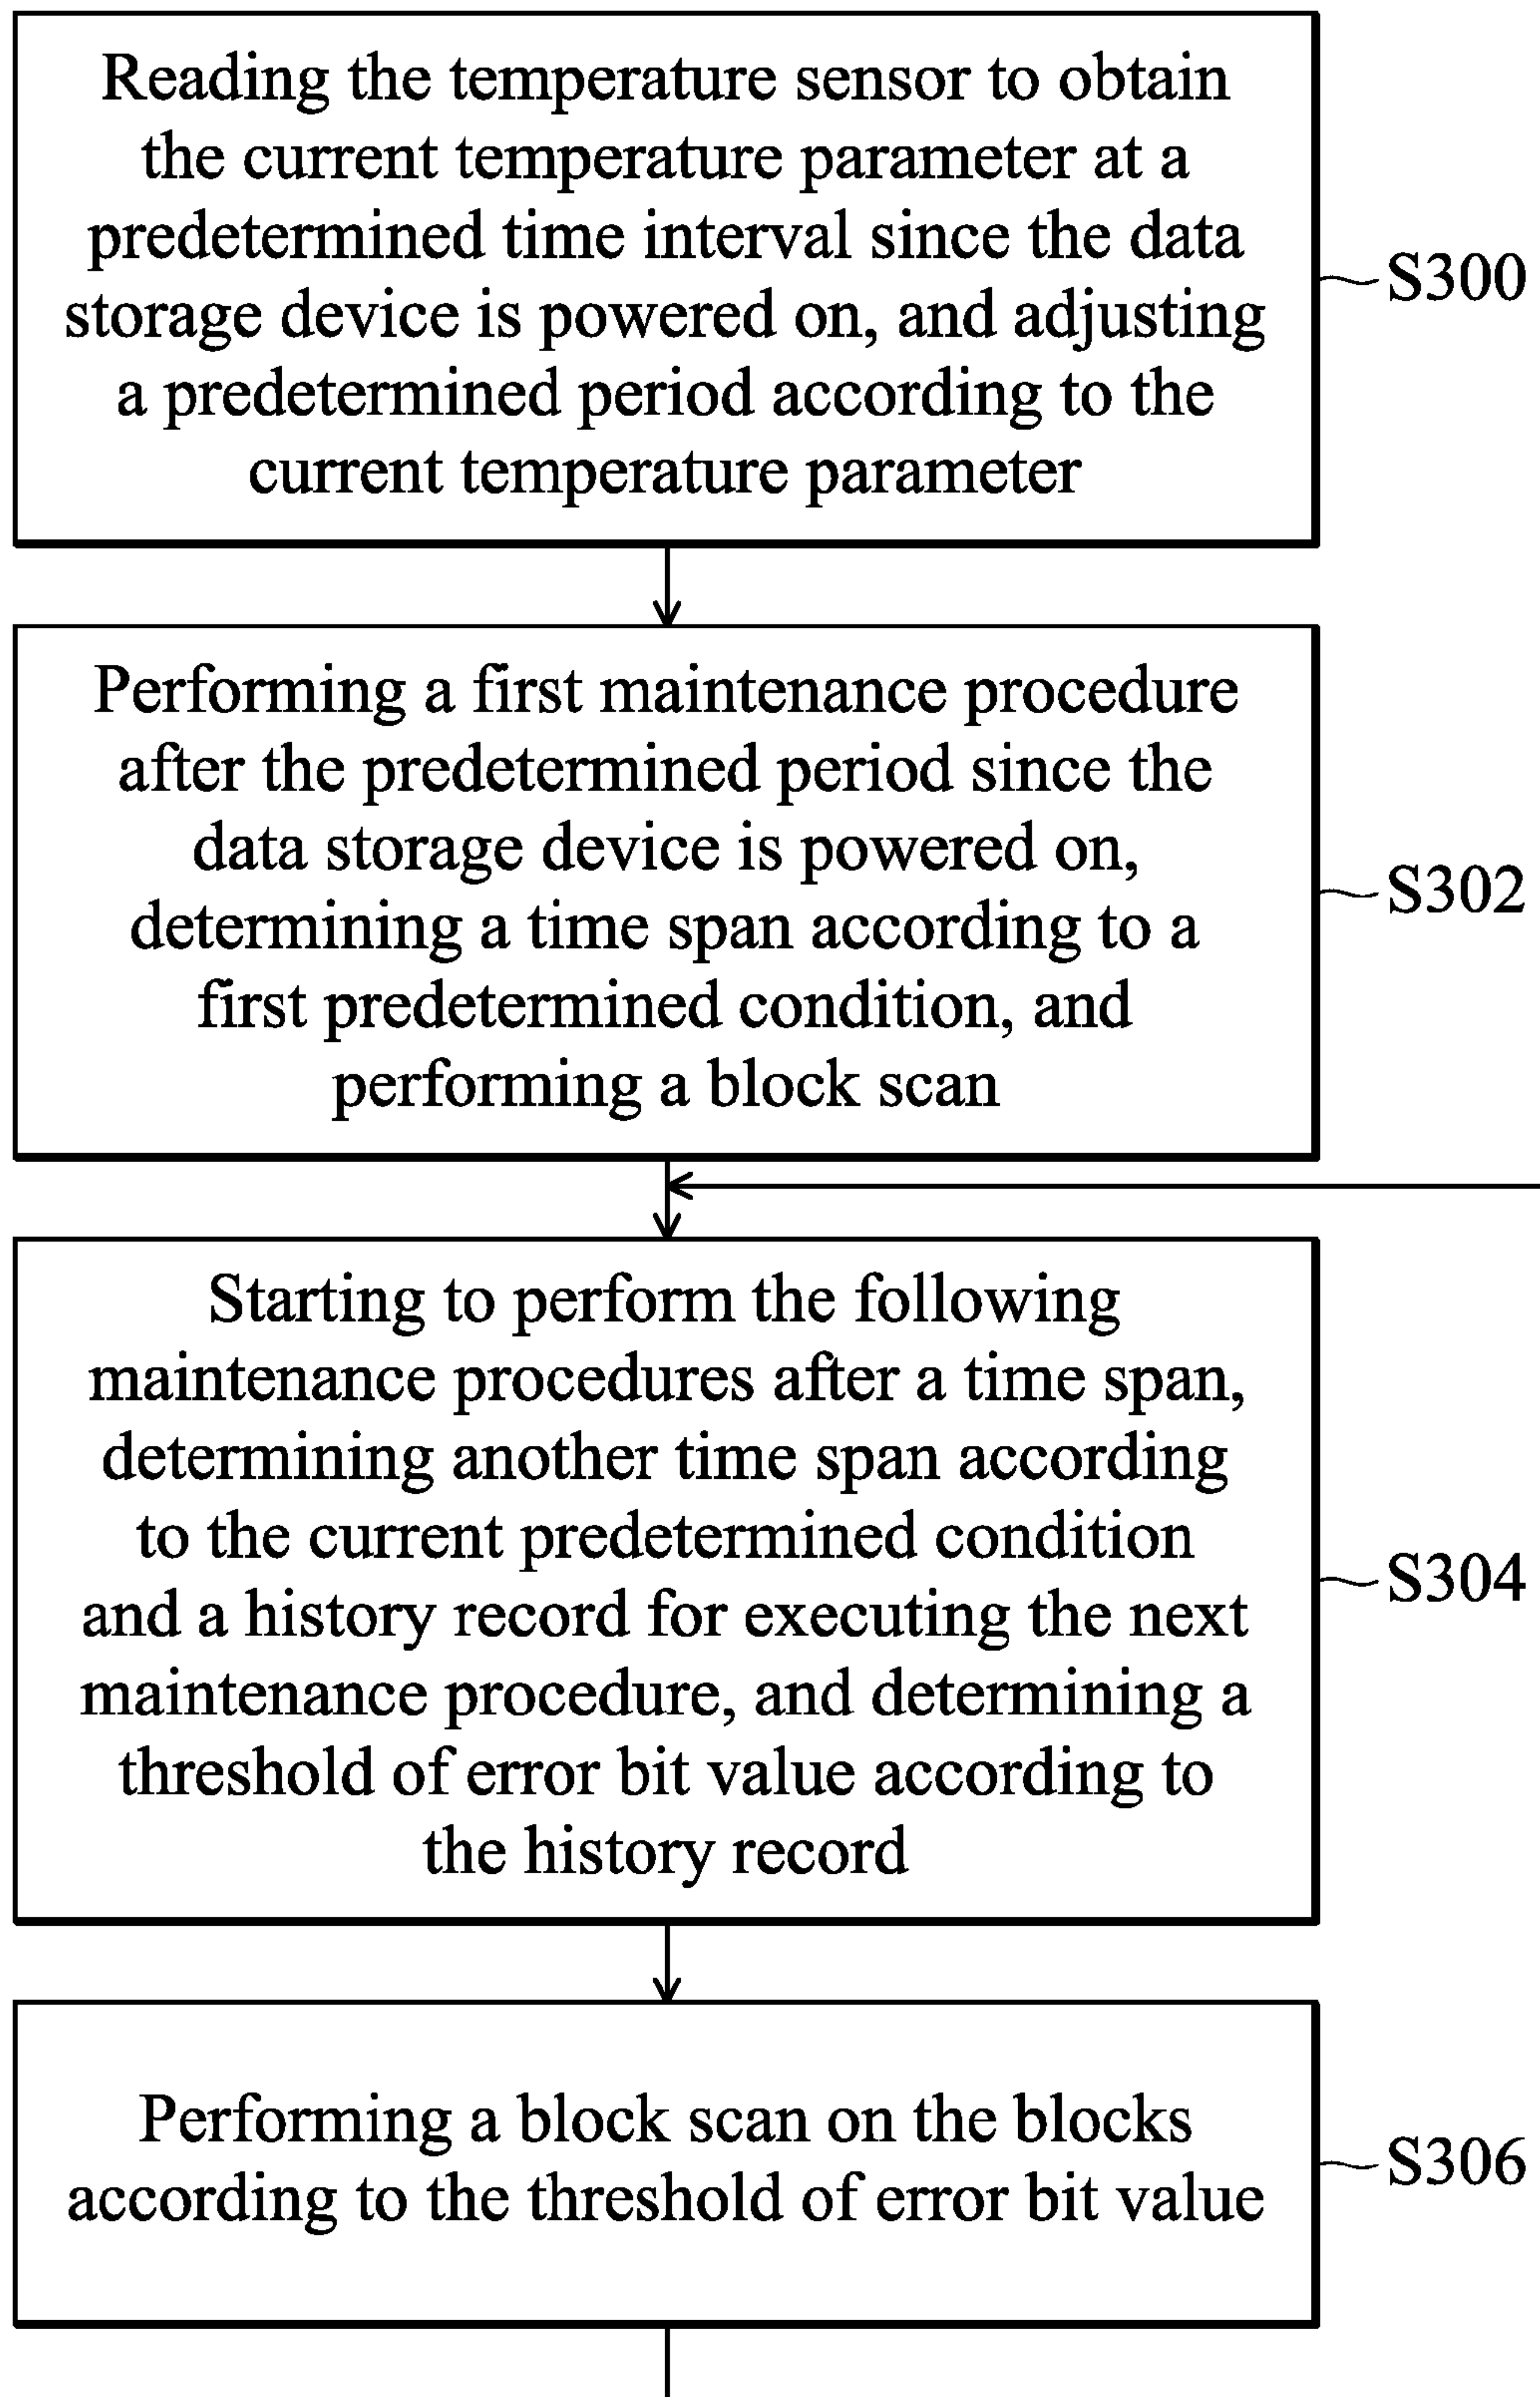 Reading the temperature sensor to obtain
the current temperature parameter at a
predetermined time interval since the data
storage device is powered on, and adjusting
a predetermined period according to the
current temperature parameter
S300
Performing a first maintenance procedure
after the predetermined period since the
data storage device is powered on,
determining a time span according to a
first predetermined condition, and
performing a block scan
S302
Starting to perform the following
maintenance procedures after a time span,
determining another time span according
to the current predetermined condition
and a history record for executing the next
maintenance procedure, and determining a
threshold of error bit value according to
the history record
S304
Performing a block scan on the blocks
according to the threshold of error bit value
S306